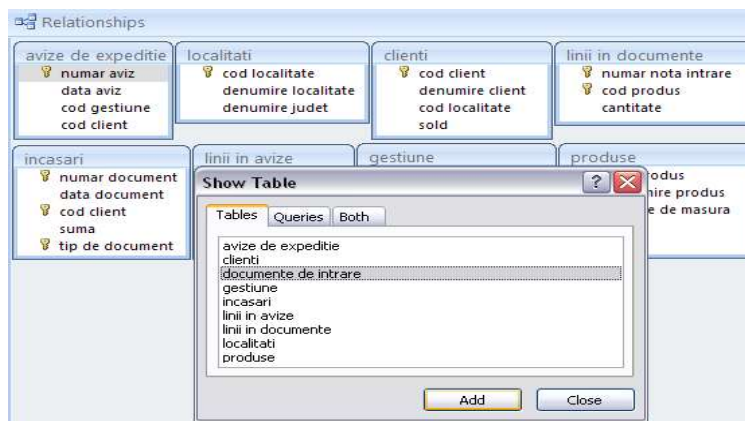 Relationships
avize de expeditie
numar aviz
data aviz
cod gestiune
cod client
localitati
cod localitate
denumire localitate
denumire judet
clienti
cod client
denumire client
cod localitate
sold
linii in documente
numar nota intrare
cod produs
cantitate
incasari
numar document
data document
cod client
suma
tip de document
linii in avize
gestiune
produse
de masura
Show Table
Tables
Queries
Both
avize de expeditie
clienti
documente de intrare
gestiune
incasari
linii in avize
linii in documente
localitati
produse
Add
Close